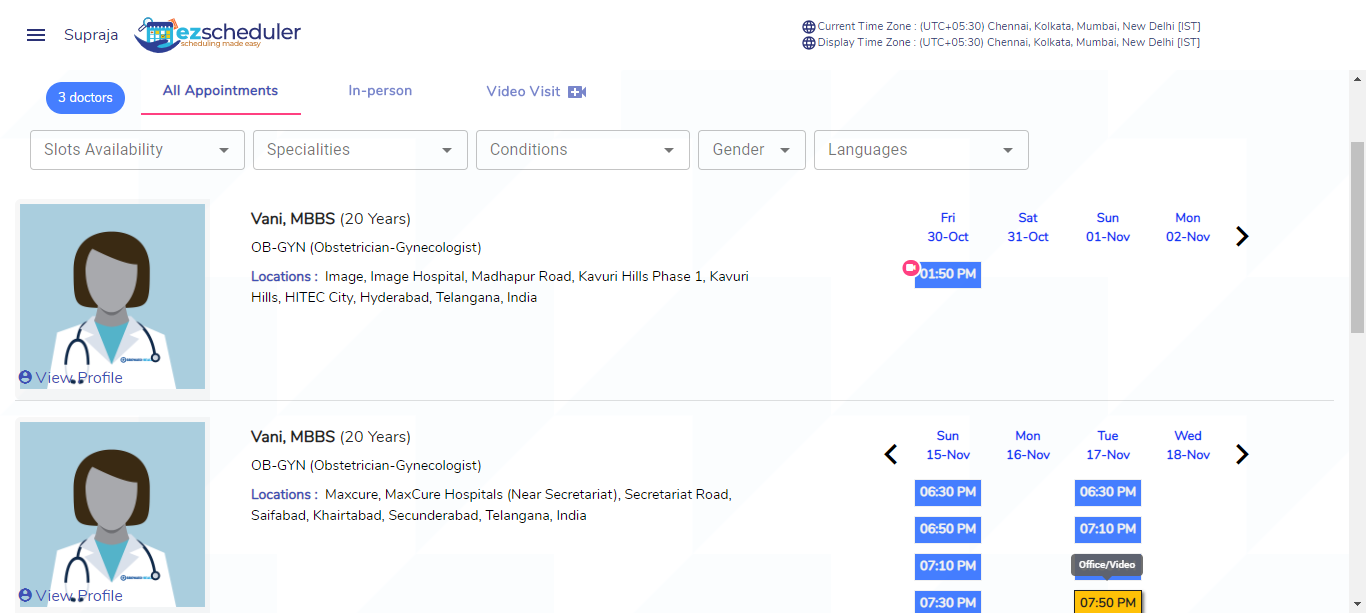 Supraja
ezscheduler
scheduling made easy
Current Time Zone : (UTC+05:30) Chennai, Kolkata, Mumbai, New Delhi [IST]
Display Time Zone : (UTC+05:30) Chennai, Kolkata, Mumbai, New Delhi [IST]
3 doctors
All Appointments
In-person
Video Visit
Slots Availability
Specialities
Conditions
Gender
Languages
Vani, MBBS (20 Years)
OB-GYN (Obstetrician-Gynecologist)
Locations : Image, Image Hospital, Madhapur Road, Kavuri Hills Phase 1, Kavuri
Hills, HITEC City, Hyderabad, Telangana, India
View Profile
Fri Sat Sun Mon
30-Oct 31-Oct 01-Nov 02-Nov
01:50 PM
Vani, MBBS (20 Years)
OB-GYN (Obstetrician-Gynecologist)
Locations : Maxcure, MaxCure Hospitals (Near Secretariat), Secretariat Road,
Saifabad, Khairtabad, Secunderabad, Telangana, India
View Profile
Sun Mon Tue Wed
15-Nov 16-Nov 17-Nov 18-Nov
06:30 PM 06:30 PM
06:50 PM 07:10 PM
07:10 PM Office/Video
07:30 PM 07:50 PM